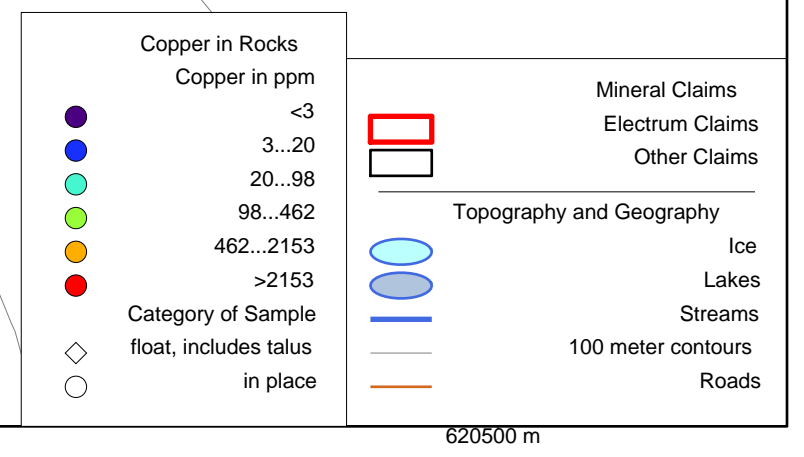 Copper in Rocks
Copper in ppm
<3
3...20
20...98
98...462
462...2153
>2153
Category of Sample
float, includes talus
in place
Mineral Claims
Electrum Claims
Other Claims
Topography and Geography
Ice
Lakes
Streams
100 meter contours
Roads
620500 m